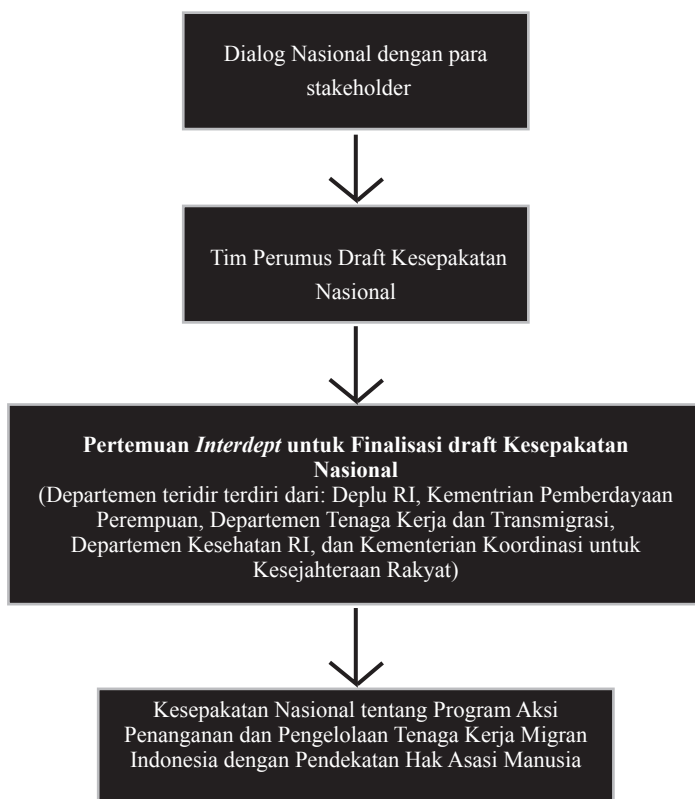 Dialog Nasional dengan para
stakeholder
Tim Perumus Draft Kesepakatan
Nasional
Pertemuan Interdept untuk Finalisasi draft Kesepakatan
Nasional
(Departemen teridir terdiri dari: Deplu RI, Kementrian Pemberdayaan
Perempuan, Departemen Tenaga Kerja dan Transmigrasi,
Departemen Kesehatan RI, dan Kementerian Koordinasi untuk
Kesejahteraan Rakyat)
Kesepakatan Nasional tentang Program Aksi
Penanganan dan Pengelolaan Tenaga Kerja Migran
Indonesia dengan Pendekatan Hak Asasi Manusia